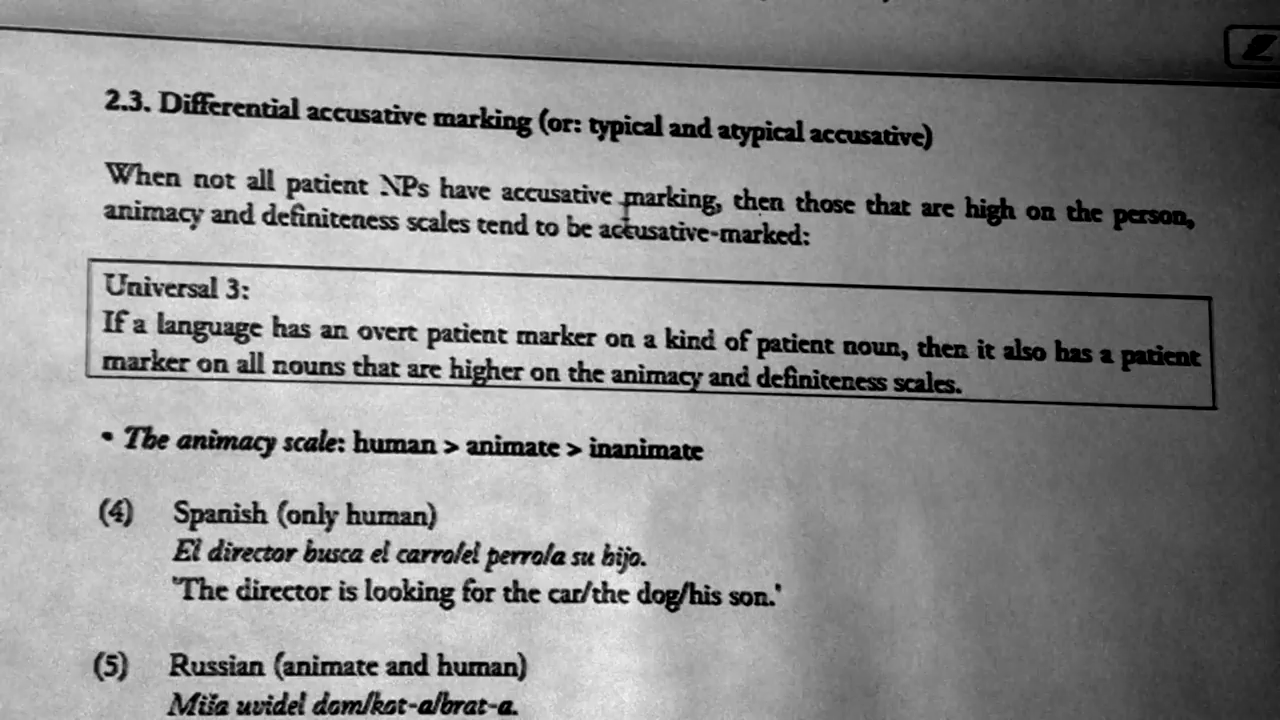 2.3. Differential accusative marking (or: typical and atypical accusative)
When not all patient NPs have accusative marking, then those that are high on the person,
animacy and definiteness scales tend to be accusative-marked:
Universal 3:
If a language has an overt patient marker on a kind of patient noun, then it also has a patient
marker on all nouns that are higher on the animacy and definiteness scales.
• The animacy scale: human > animate > inanimate
(4) Spanish (only human)
El director busca el carro/el perro/a su hijo.
'The director is looking for the car/the dog/his son.'
(5) Russian (animate and human)
Miša uvidel dom/kot-a/brat-a.